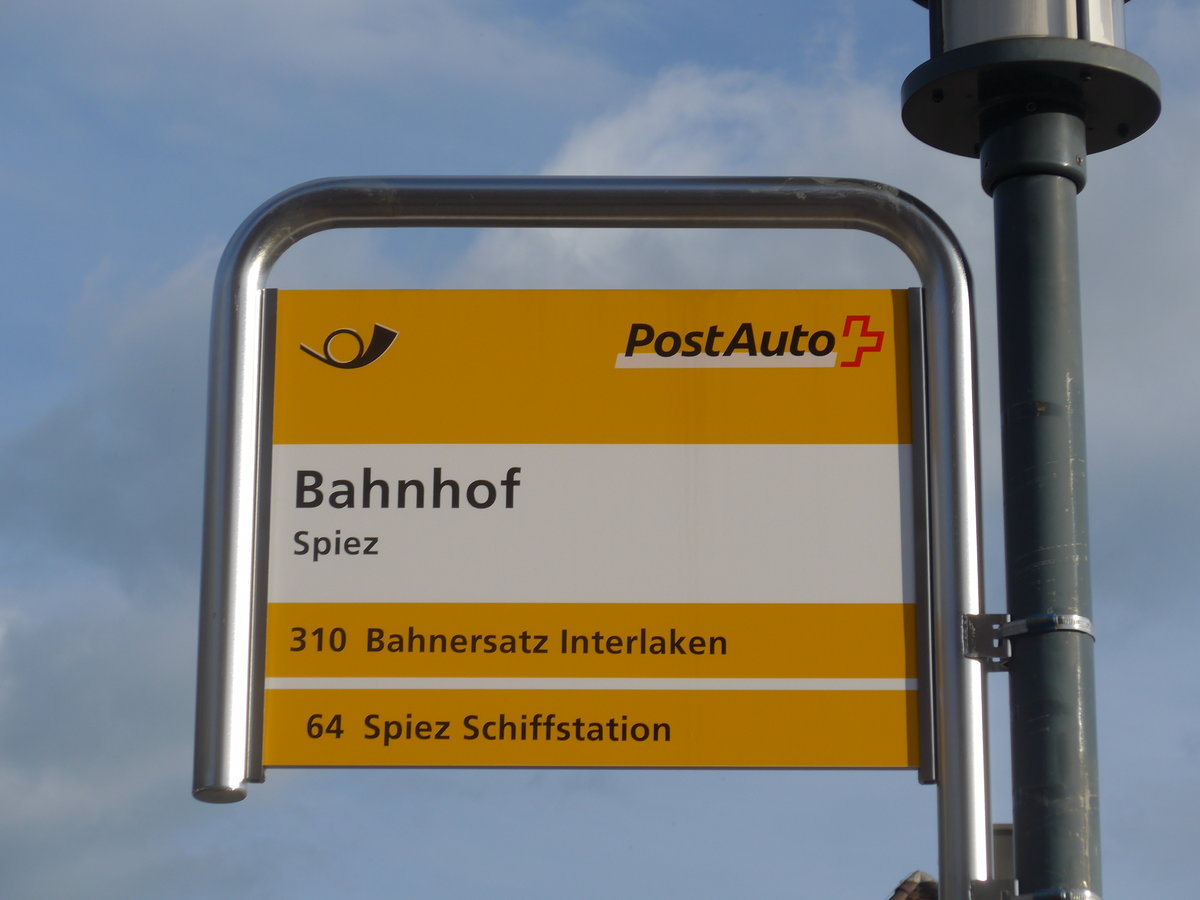 PostAuto
Bahnhof
Spiez
310 Bahnersatz Interlaken
64 Spiez Schiffstation